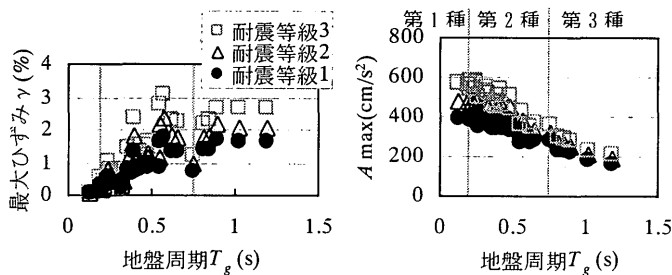 最大ひずみγ(%)
4
3
2
1
0
□ 耐震等級3
△ 耐震等級2
● 耐震等級1
0 0.5 1 1.5
地盤周期Tg(s)
第1種 第2種 第3種
A max(cm/s²)
800
600
400
200
0
0 0.5 1 1.5
地盤周期Tg(s)